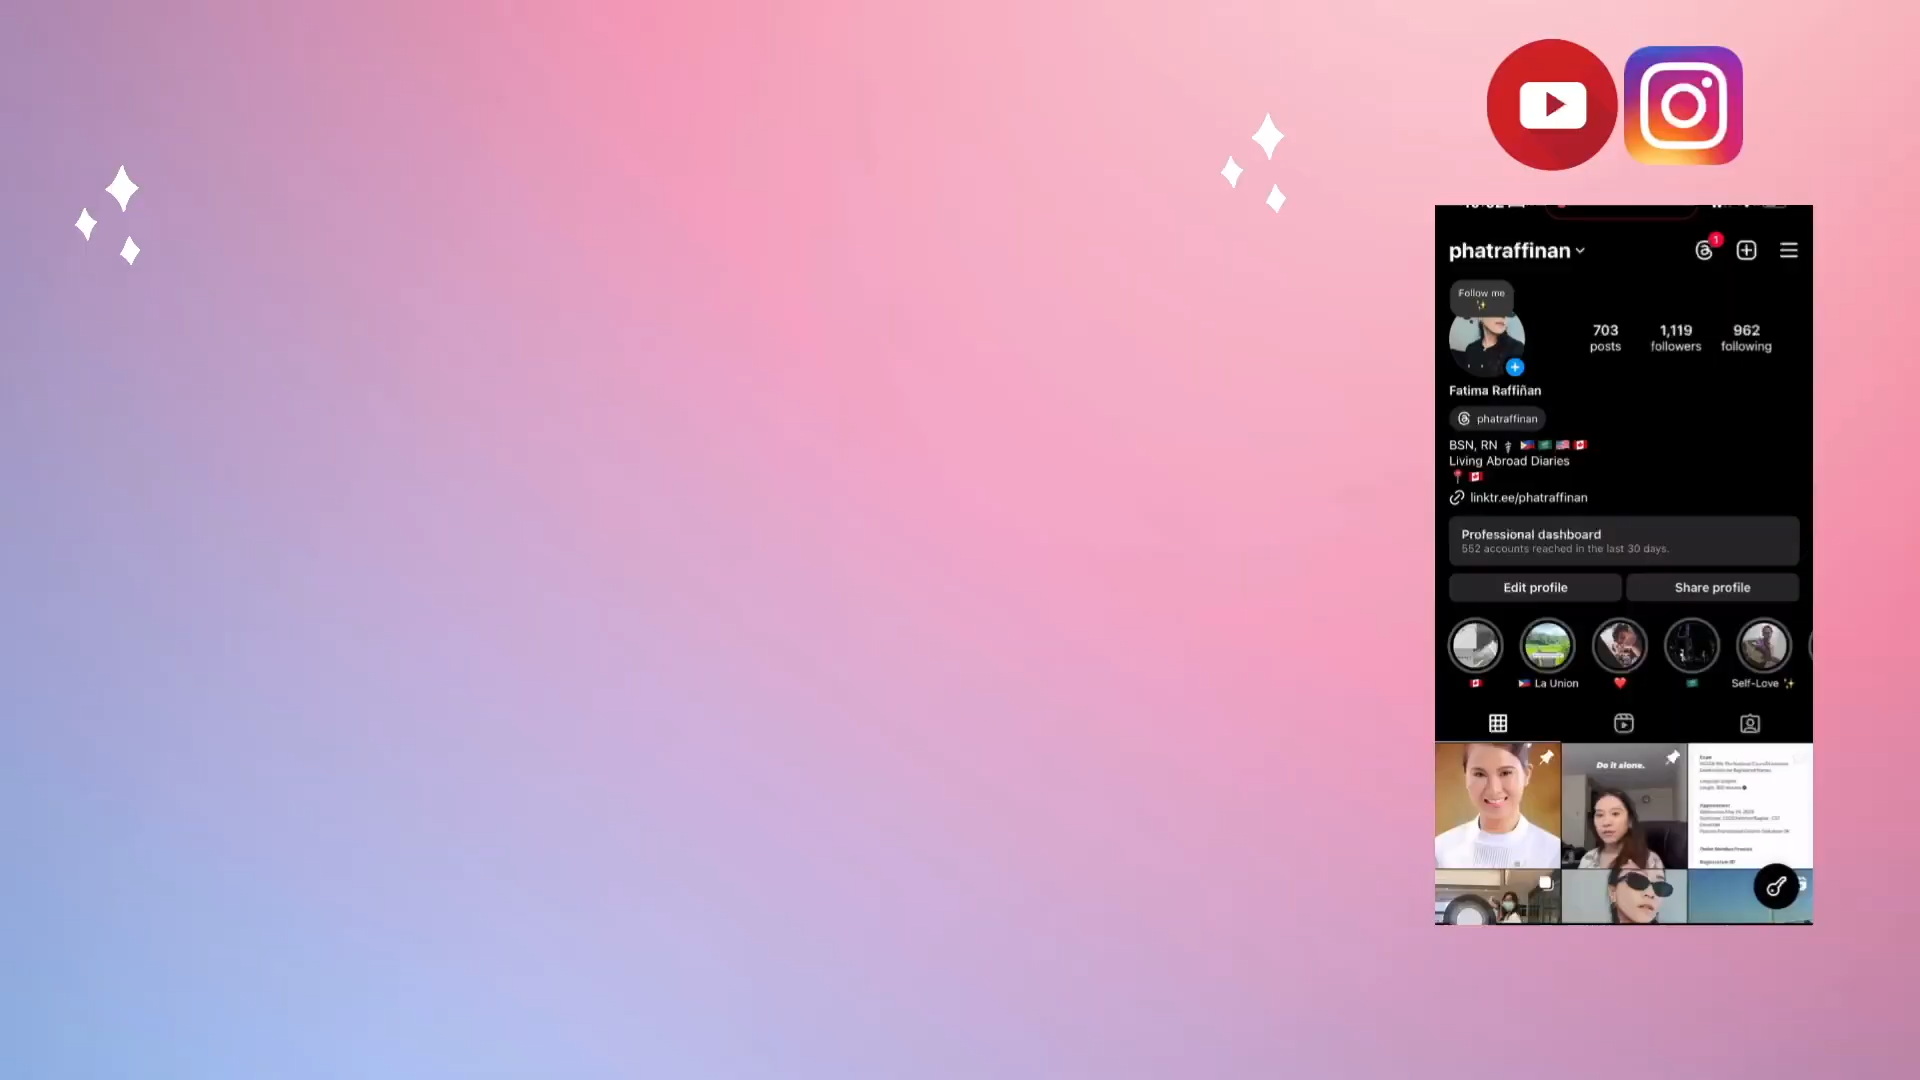 phatraffinan
1
Follow me
703 posts
1,119 followers
962 following
Fatima Raffiñan
phatraffinan
BSN, RN
Living Abroad Diaries
linktr.ee/phatraffinan
Professional dashboard
552 accounts reached in the last 30 days.
Edit profile
Share profile
La Union
Self-Love
Do it alone.